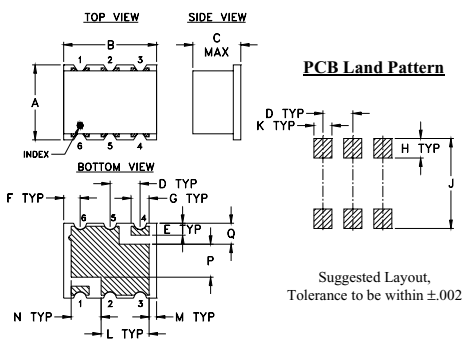 TOP VIEW
SIDE VIEW
B
C
MAX
1 2 3
A
6 5 4
INDEX
BOTTOM VIEW
D TYP
F TYP
G TYP
6 5 4
E TYP
Q
P
1 2 3
N TYP
M TYP
L TYP
PCB Land Pattern
D TYP
K TYP
H TYP
J
Suggested Layout,
Tolerance to be within ±.002